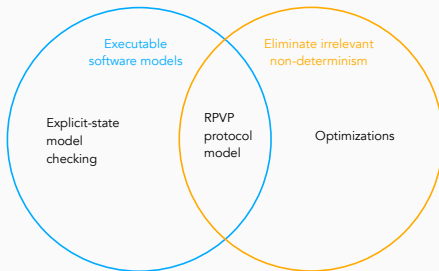 Executable
software models
Eliminate irrelevant
non-determinism
Explicit-state
model
checking
RPVP
protocol
model
Optimizations